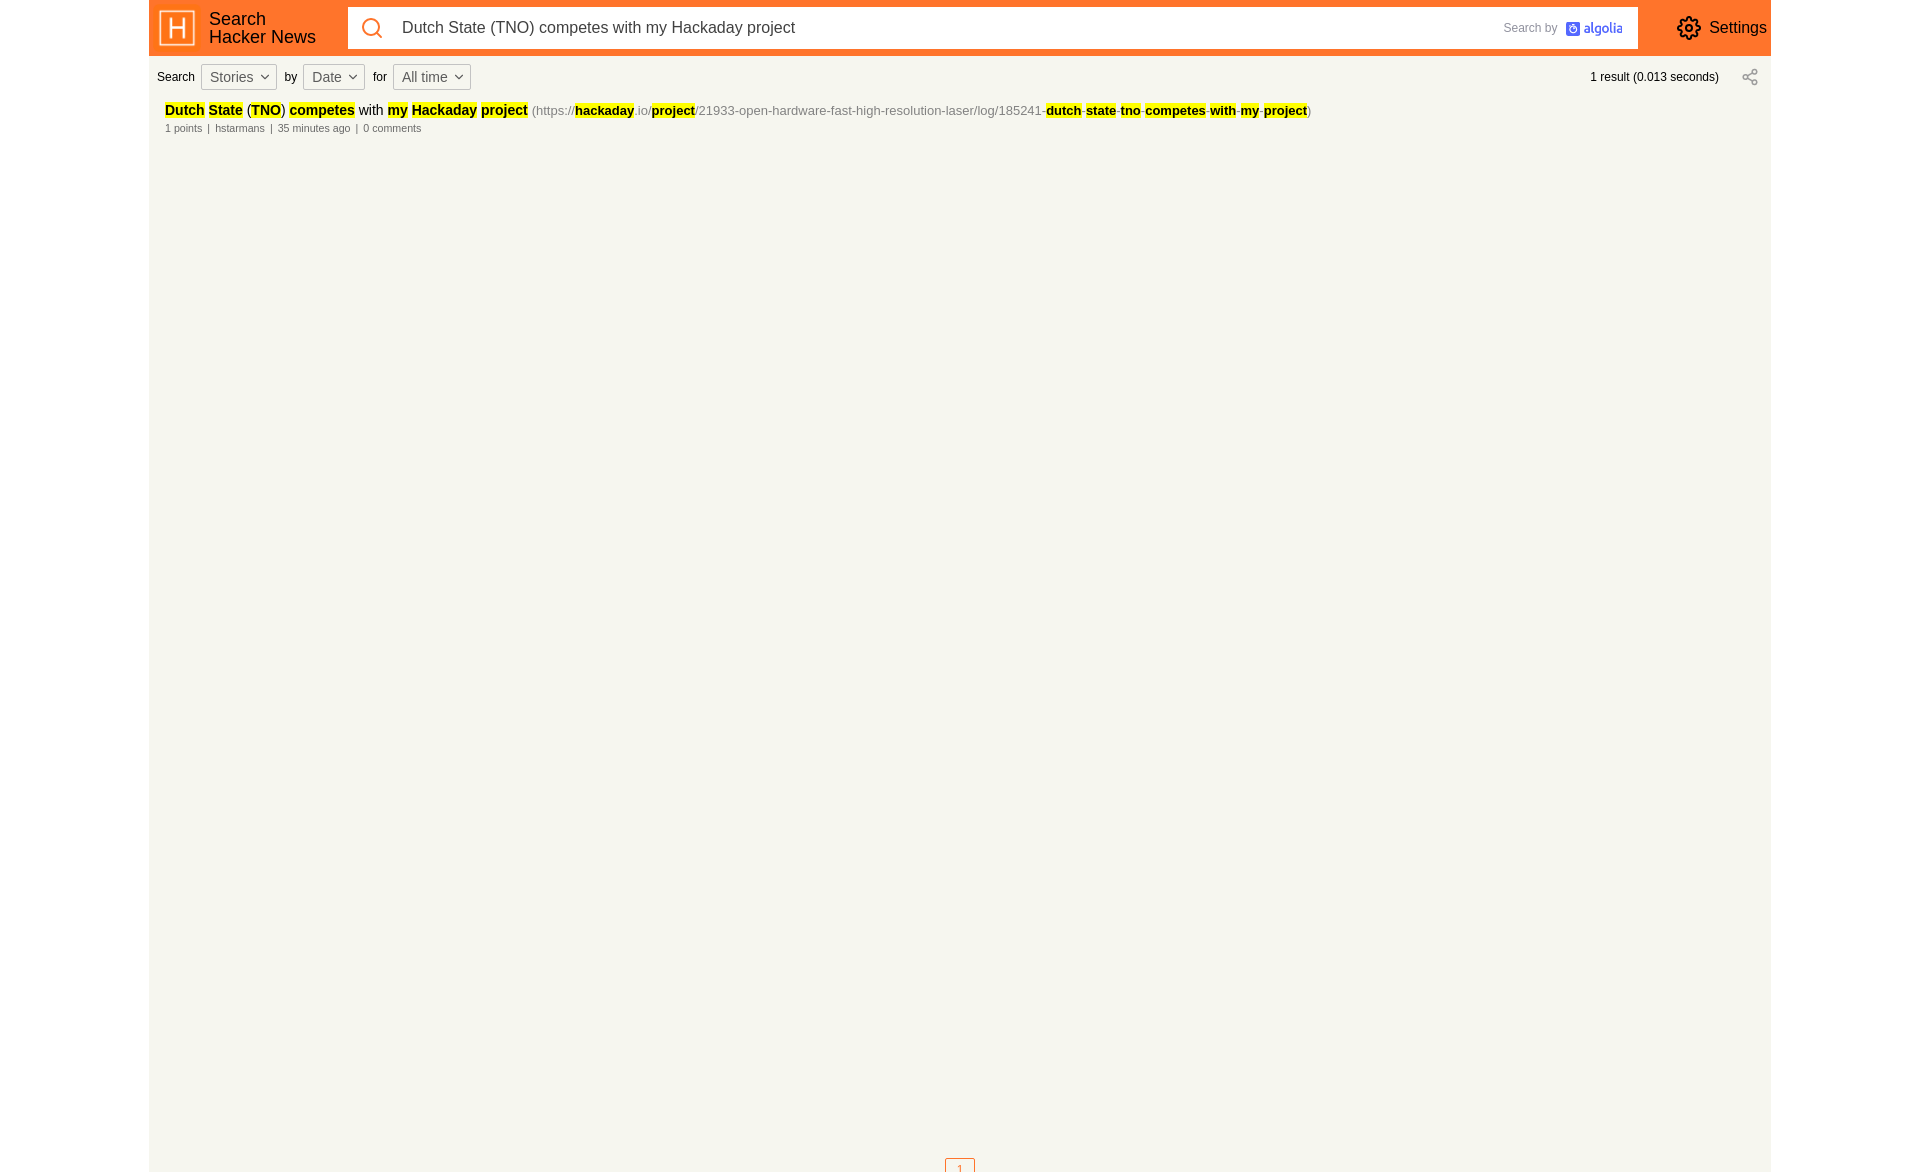 H
Search
Hacker News
Dutch State (TNO) competes with my Hackaday project
Search by algolia
Settings
Search Stories by Date for All time
1 result (0.013 seconds)
Dutch State (TNO) competes with my Hackaday project (https://hackaday.io/project/21933-open-hardware-fast-high-resolution-laser/log/185241-dutch-state-tno-competes-with-my-project)
1 points | hstarmans | 35 minutes ago | 0 comments
1